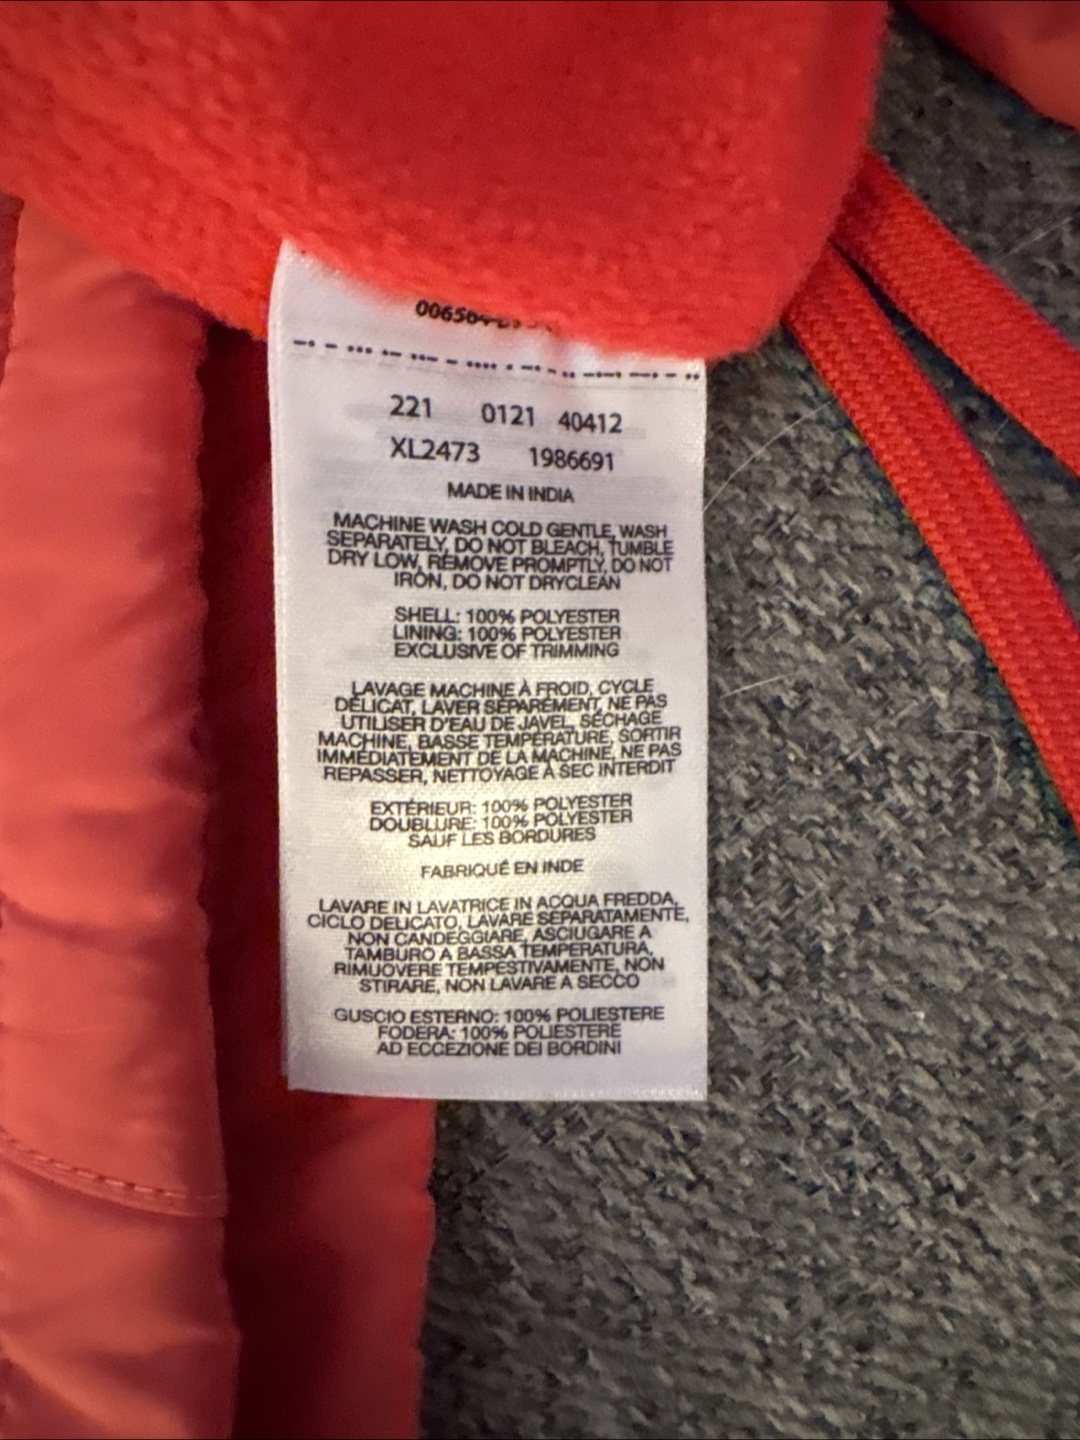 221 0121 40412
XL2473 1986691
MADE IN INDIA
MACHINE WASH COLD GENTLE, WASH
SEPARATELY, DO NOT BLEACH, TUMBLE
DRY LOW, REMOVE PROMPTLY, DO NOT
IRON, DO NOT DRYCLEAN
SHELL: 100% POLYESTER
LINING: 100% POLYESTER
EXCLUSIVE OF TRIMMING
LAVAGE MACHINE À FROID, CYCLE
DÉLICAT, LAVER SÉPARÉMENT, NE PAS
UTILISER D'EAU DE JAVEL, SÉCHAGE
MACHINE, BASSE TEMPÉRATURE, SORTIR
IMMÉDIATEMENT DE LA MACHINE, NE PAS
REPASSER, NETTOYAGE À SEC INTERDIT
EXTÉRIEUR: 100% POLYESTER
DOUBLURE: 100% POLYESTER
SAUF LES BORDURES
FABRIQUÉ EN INDE
LAVARE IN LAVATRICE IN ACQUA FREDDA,
CICLO DELICATO, LAVARE SEPARATAMENTE,
NON CANDEGGIARE, ASCIUGARE A
TAMBURO A BASSA TEMPERATURA,
RIMUOVERE TEMPESTIVAMENTE, NON
STIRARE, NON LAVARE A SECCO
GUSCIO ESTERNO: 100% POLIESTERE
FODERA: 100% POLIESTERE
AD ECCEZIONE DEI BORDINI